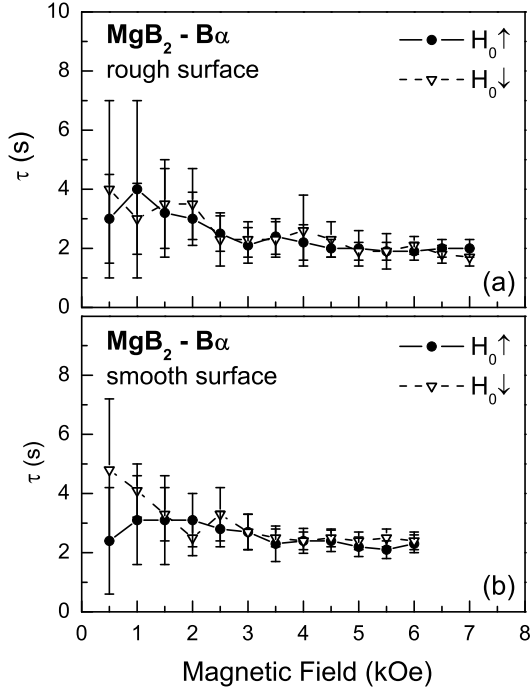 MgB₂ - Bα
rough surface
H₀↑
H₀↓
10
8
6
4
2
0
τ (s)
(a)
MgB₂ - Bα
smooth surface
H₀↑
H₀↓
8
6
4
2
0
τ (s)
(b)
0 1 2 3 4 5 6 7 8
Magnetic Field (kOe)